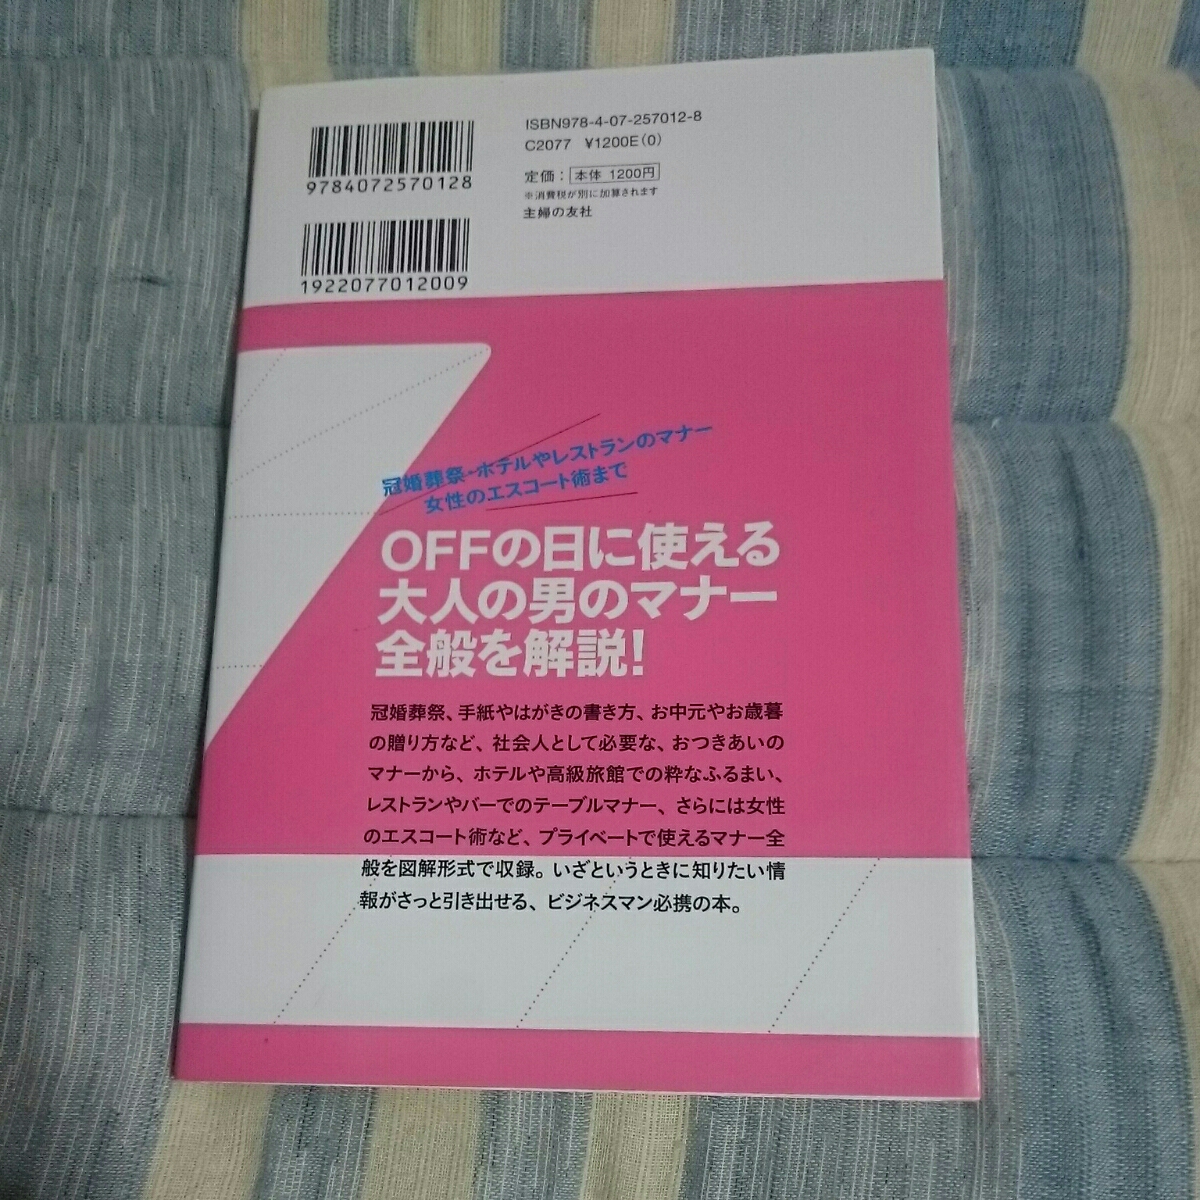 9784072570128
1922077012009
ISBN978-4-07-257012-8
C2077 ¥1200E(0)
定価：本体 1200円
※消費税が別に加算されます
主婦の友社
冠婚葬祭・ホテルやレストランのマナー
女性のエスコート術まで
OFFの日に使える
大人の男のマナー
全般を解説！
冠婚葬祭、手紙やはがきの書き方、お中元やお歳暮
の贈り方など、社会人として必要な、おつきあいの
マナーから、ホテルや高級旅館での粋なふるまい、
レストランやバーでのテーブルマナー、さらには女性
のエスコート術など、プライベートで使えるマナー全
般を図解形式で収録。いざというときに知りたい情
報がさっと引き出せる、ビジネスマン必携の本。